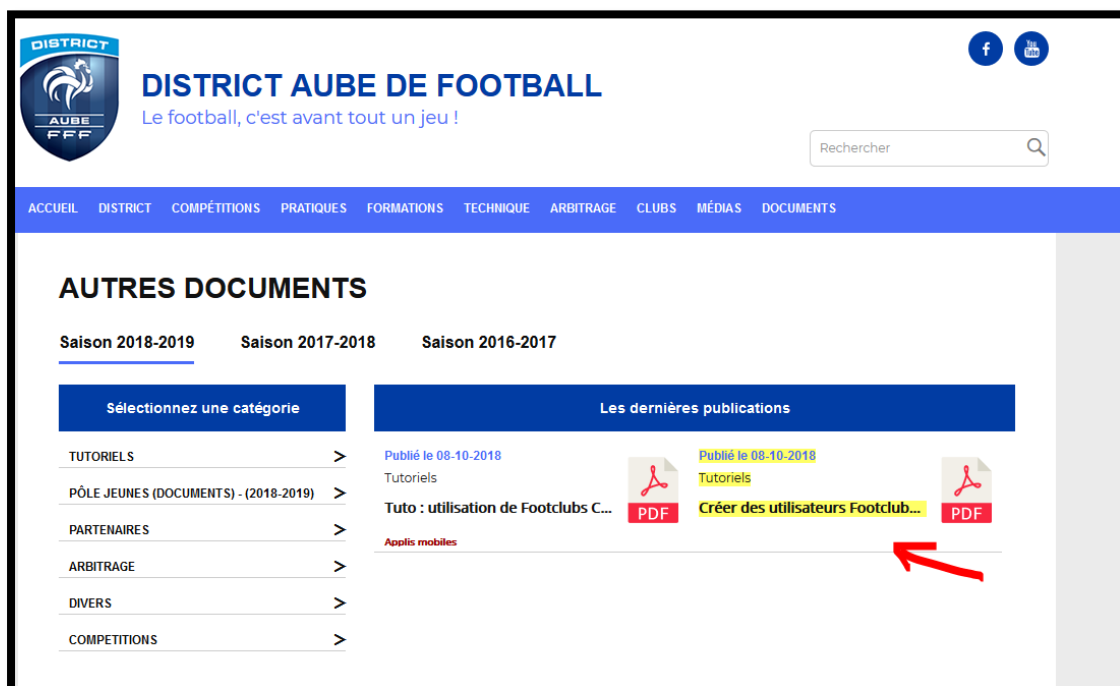 DISTRICT
AUBE
FFF
DISTRICT AUBE DE FOOTBALL
Le football, c'est avant tout un jeu !
f
You
Tube
Rechercher
ACCUEIL DISTRICT COMPÉTITIONS PRATIQUES FORMATIONS TECHNIQUE ARBITRAGE CLUBS MÉDIAS DOCUMENTS
AUTRES DOCUMENTS
Saison 2018-2019 Saison 2017-2018 Saison 2016-2017
Sélectionnez une catégorie
TUTORIELS >
PÔLE JEUNES (DOCUMENTS) - (2018-2019) >
PARTENAIRES >
ARBITRAGE >
DIVERS >
COMPETITIONS >
Les dernières publications
Publié le 08-10-2018
Tutoriels
Tuto : utilisation de Footclubs C...
PDF
Applis mobiles
Publié le 08-10-2018
Tutoriels
Créer des utilisateurs Footclub...
PDF